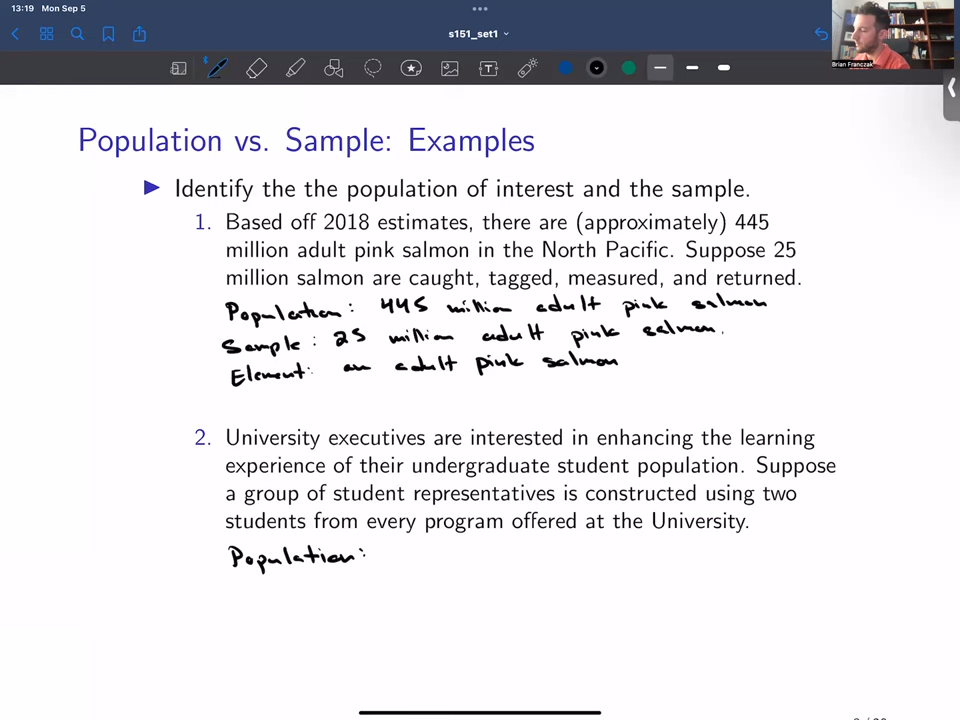 13:19 Mon Sep 5
s151_set1
Brian Franczak
Population vs. Sample: Examples
Identify the the population of interest and the sample.
1. Based off 2018 estimates, there are (approximately) 445
million adult pink salmon in the North Pacific. Suppose 25
million salmon are caught, tagged, measured, and returned.
Population: 445 million adult pink salmon
Sample: 25 million adult pink salmon.
Element: an adult pink salmon
2. University executives are interested in enhancing the learning
experience of their undergraduate student population. Suppose
a group of student representatives is constructed using two
students from every program offered at the University.
Population: